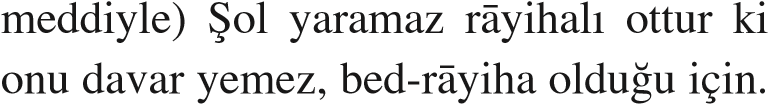 meddiyle) Şol yaramaz rāyihalı ottur ki
onu davar yemez, bed-rāyiha olduğu için.